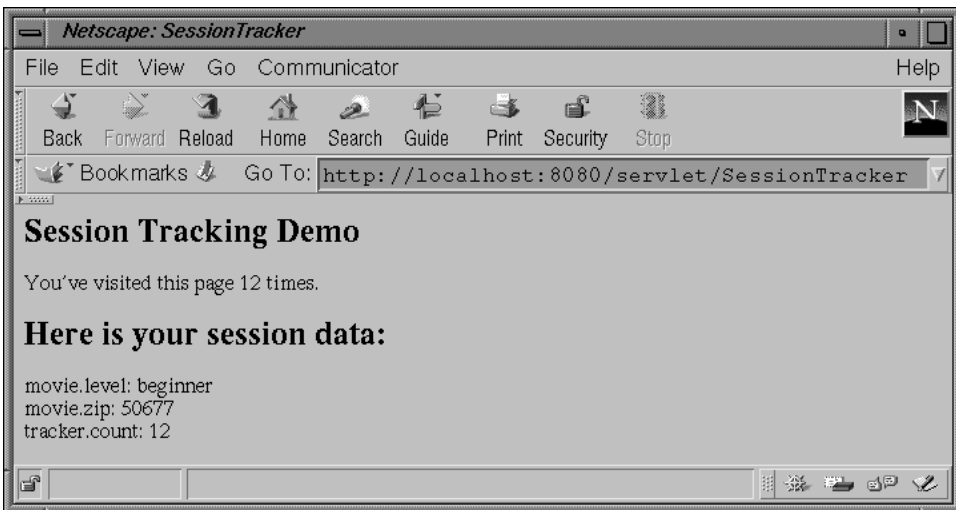 Netscape: SessionTracker
File Edit View Go Communicator Help
Back Forward Reload Home Search Guide Print Security Stop N
Bookmarks Go To: http://localhost:8080/servlet/SessionTracker
Session Tracking Demo
You've visited this page 12 times.
Here is your session data:
movie.level: beginner
movie.zip: 50677
tracker.count: 12